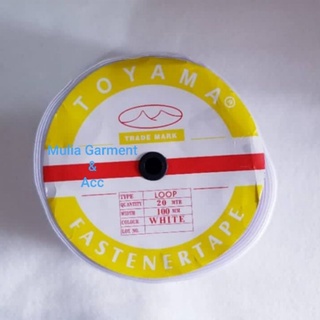 TOYAMA®
TRADE MARK
Mulia Garment
&
Acc
TYPE LOOP
QUANTITY 20 MTR
WIDTH 100 MM
COLOUR WHITE
LOT NO.
FASTENERTAPE